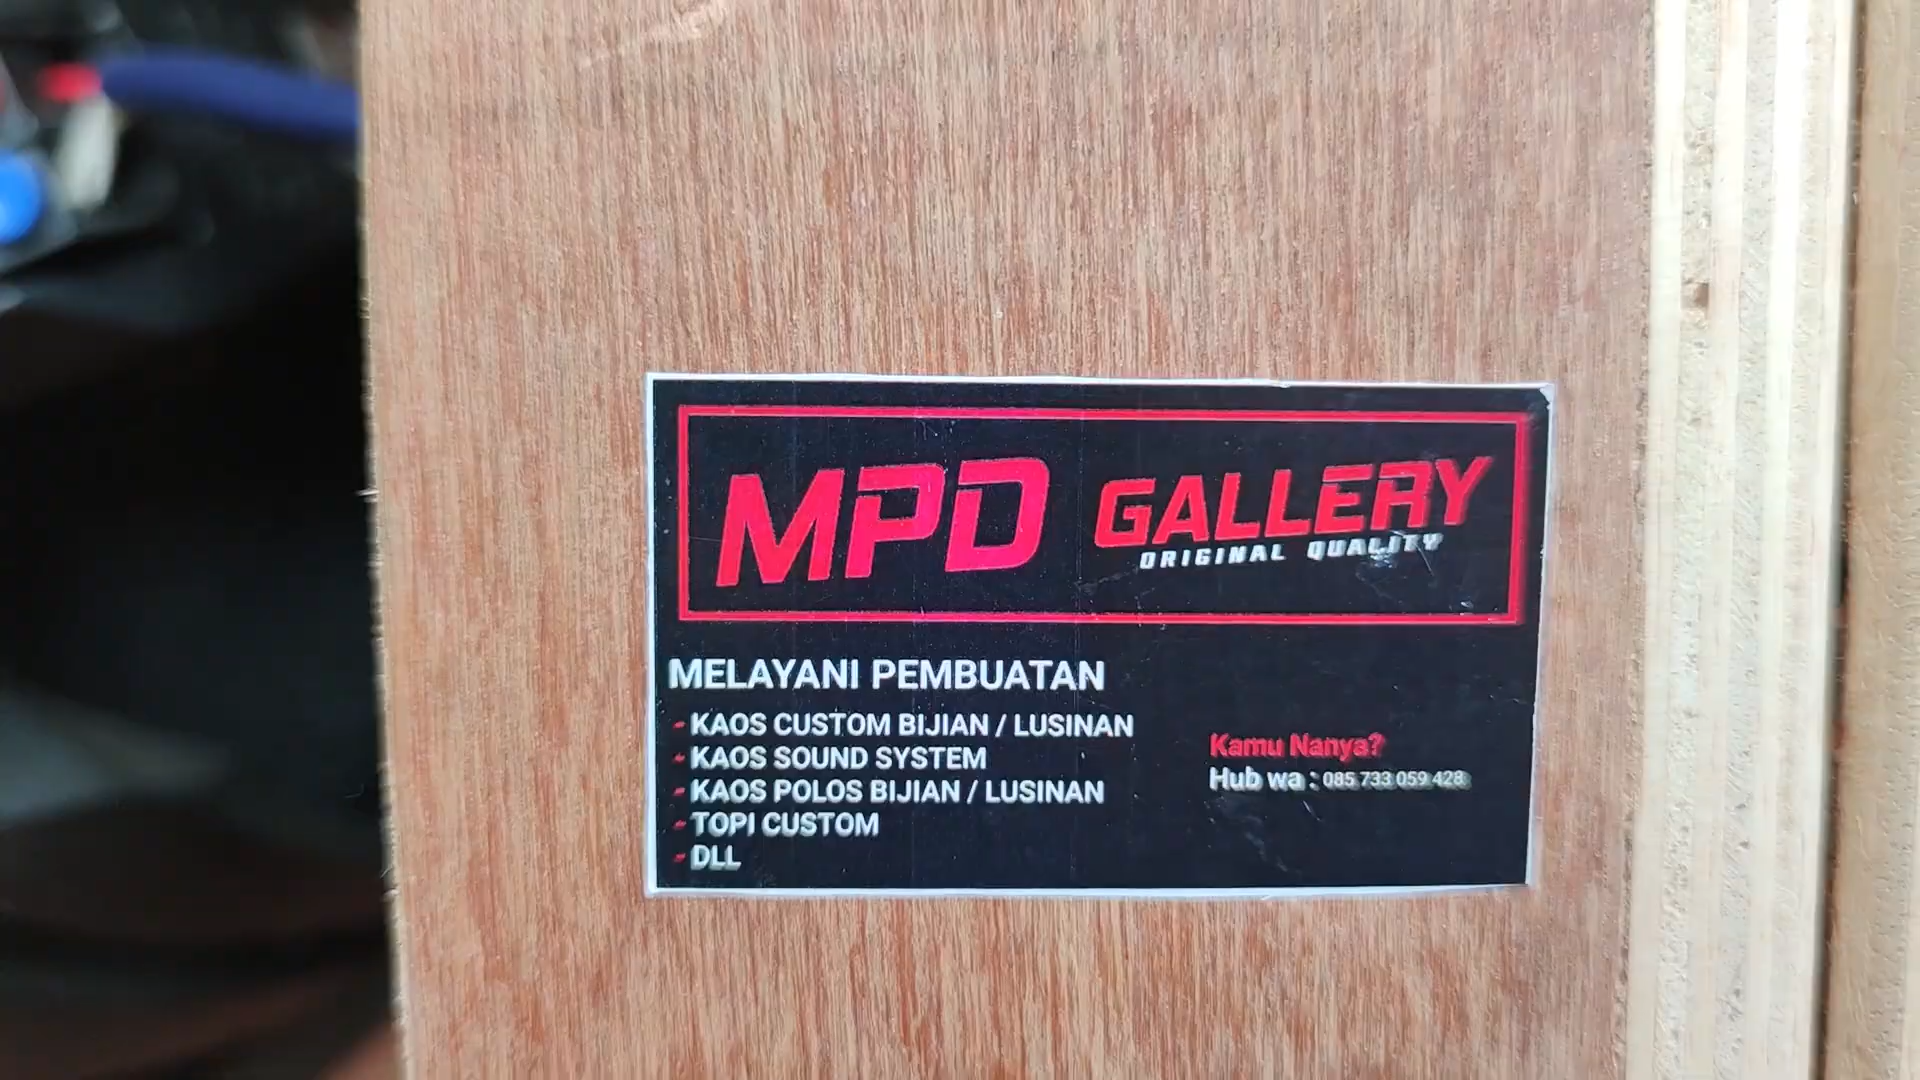 MPD GALLERY
ORIGINAL QUALITY
MELAYANI PEMBUATAN
- KAOS CUSTOM BIJIAN / LUSINAN
- KAOS SOUND SYSTEM
- KAOS POLOS BIJIAN / LUSINAN
- TOPI CUSTOM
- DLL
Kamu Nanya?
Hub wa : 085 733 059 428